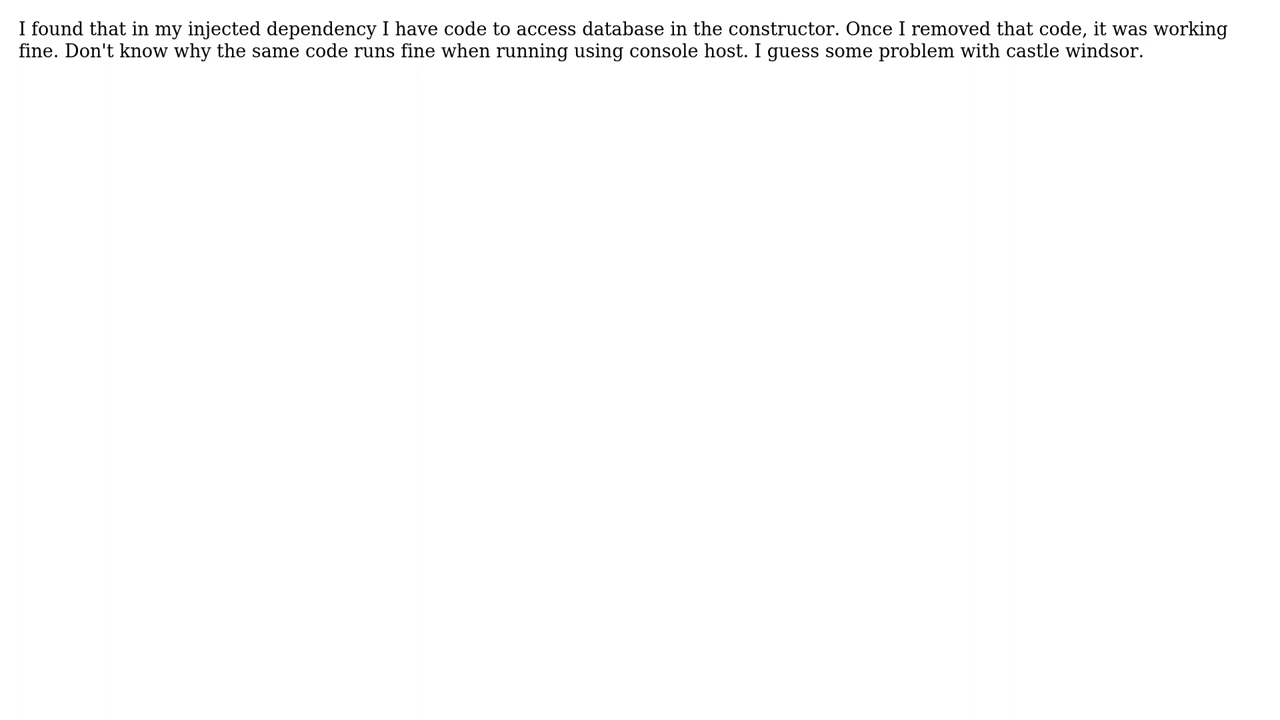 I found that in my injected dependency I have code to access database in the constructor. Once I removed that code, it was working
fine. Don't know why the same code runs fine when running using console host. I guess some problem with castle windsor.